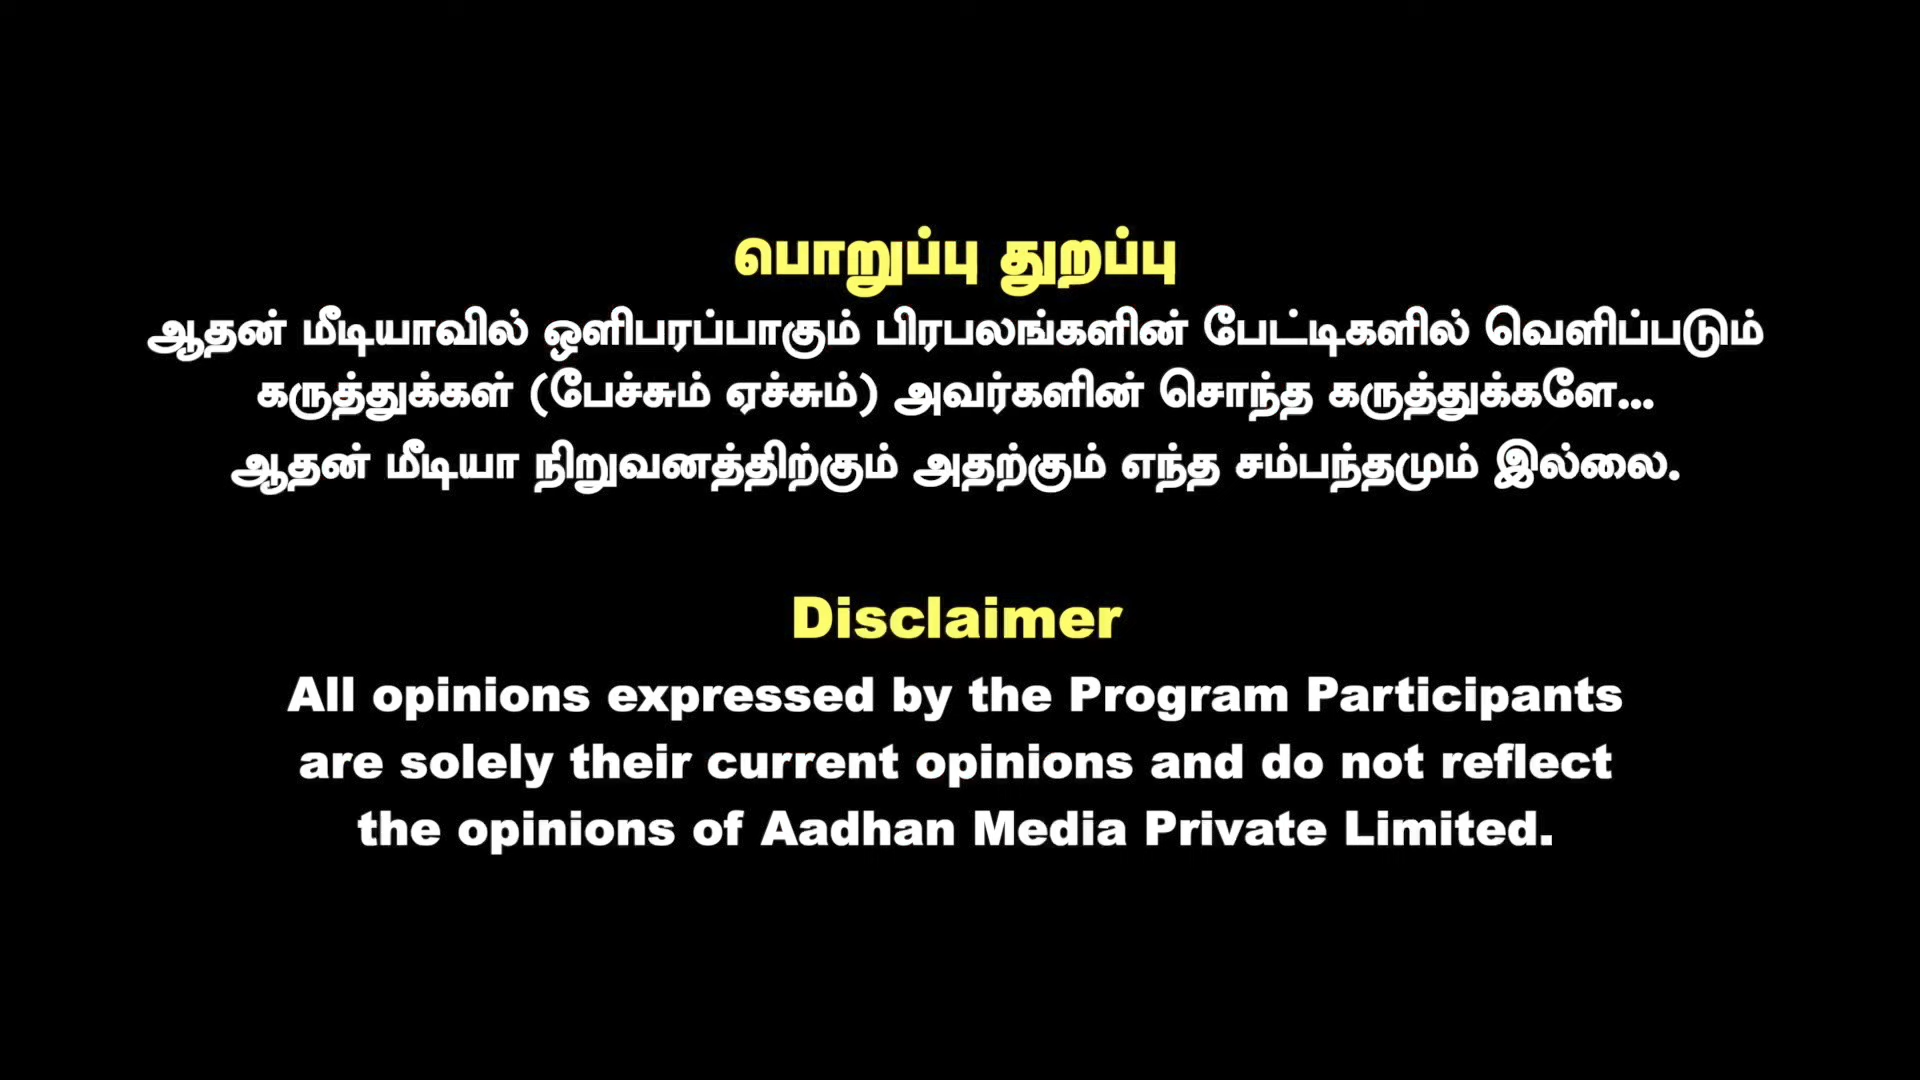 பொறுப்பு துறப்பு
ஆதன் மீடியாவில் ஒளிபரப்பாகும் பிரபலங்களின் பேட்டிகளில் வெளிப்படும்
கருத்துக்கள் (பேச்சும் ஏச்சும்) அவர்களின் சொந்த கருத்துக்களே...
ஆதன் மீடியா நிறுவனத்திற்கும் அதற்கும் எந்த சம்பந்தமும் இல்லை.
Disclaimer
All opinions expressed by the Program Participants
are solely their current opinions and do not reflect
the opinions of Aadhan Media Private Limited.